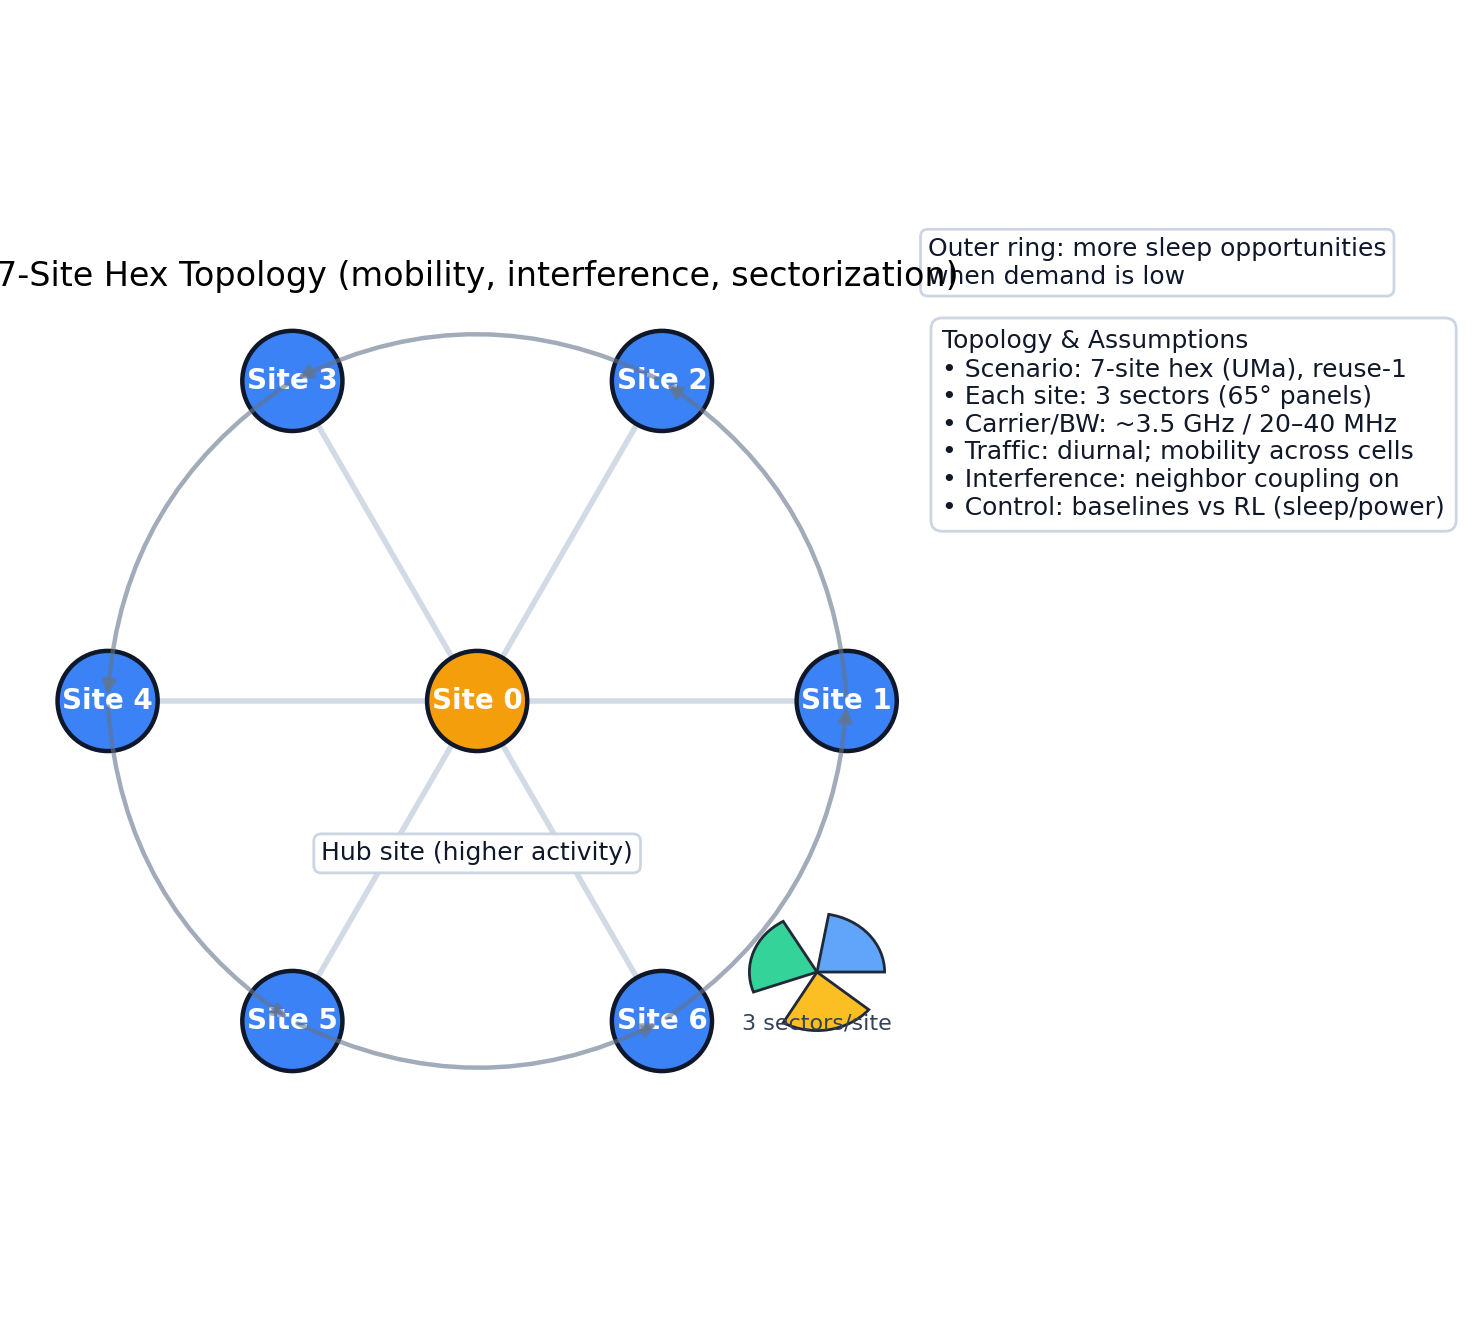 Outer ring: more sleep opportunities
when demand is low
7-Site Hex Topology (mobility, interference, sectorization)
Topology & Assumptions
• Scenario: 7-site hex (UMa), reuse-1
• Each site: 3 sectors (65° panels)
• Carrier/BW: ~3.5 GHz / 20–40 MHz
• Traffic: diurnal; mobility across cells
• Interference: neighbor coupling on
• Control: baselines vs RL (sleep/power)
Site 3
Site 2
Site 4
Site 0
Site 1
Hub site (higher activity)
Site 5
Site 6
3 sectors/site